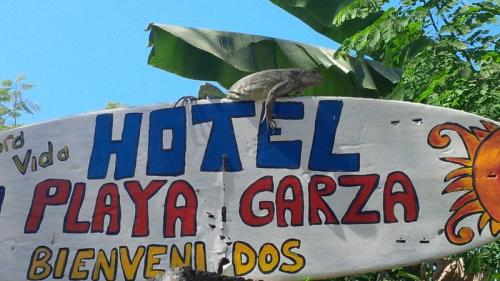 Vida
HOTEL
PLAYA GARZA
BIENVENIDOS